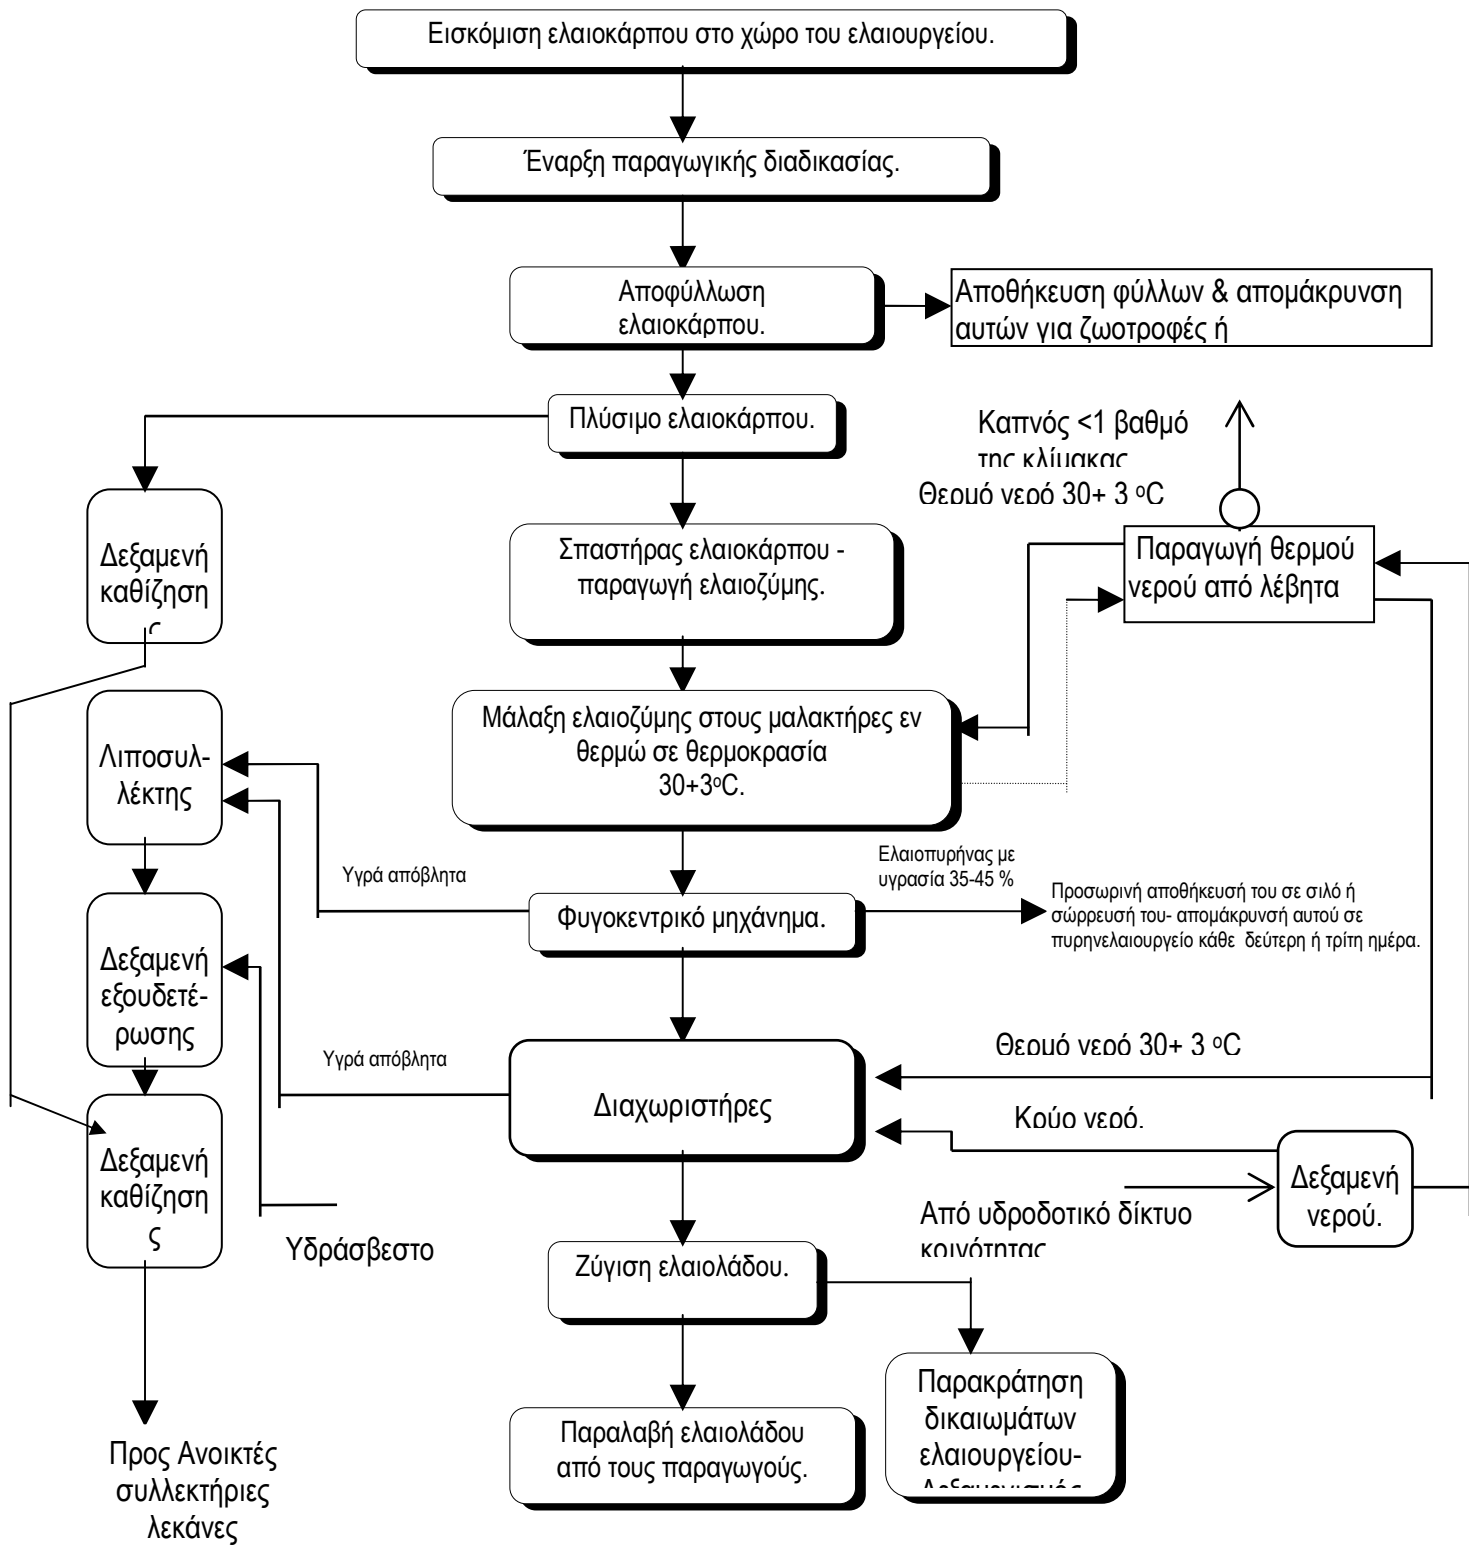 Εισκόμιση ελαιοκάρπου στο χώρο του ελαιουργείου.
Έναρξη παραγωγικής διαδικασίας.
Αποφύλλωση
ελαιοκάρπου.
Αποθήκευση φύλλων & απομάκρυνση
αυτών για ζωοτροφές ή
Πλύσιμο ελαιοκάρπου.
Καπνός <1 βαθμό
της κλίμακας
Θερμό νερό 30+ 3 ºC
Δεξαμενή
καθίζηση
ς
Σπαστήρας ελαιοκάρπου -
παραγωγή ελαιοζύμης.
Παραγωγή θερμού
νερού από λέβητα
Μάλαξη ελαιοζύμης στους μαλακτήρες εν
θερμώ σε θερμοκρασία
30+3ºC.
Λιποσυλ-
λέκτης
Υγρά απόβλητα
Ελαιοπυρήνας με
υγρασία 35-45 %
Φυγοκεντρικό μηχάνημα.
Προσωρινή αποθήκευσή του σε σιλό ή
σώρρευσή του- απομάκρυνσή αυτού σε
πυρηνελαιουργείο κάθε δεύτερη ή τρίτη ημέρα.
Δεξαμενή
εξουδετέ-
ρωσης
Υγρά απόβλητα
Θερμό νερό 30+ 3 ºC
Διαχωριστήρες
Κρύο νερό.
Δεξαμενή
καθίζηση
ς
Δεξαμενή
νερού.
Από υδροδοτικό δίκτυο
κοινότητας
Υδράσβεστο
Ζύγιση ελαιολάδου.
Παρακράτηση
δικαιωμάτων
ελαιουργείου-
Δεξαμενισμός
Παραλαβή ελαιολάδου
από τους παραγωγούς.
Προς Ανοικτές
συλλεκτήριες
λεκάνες